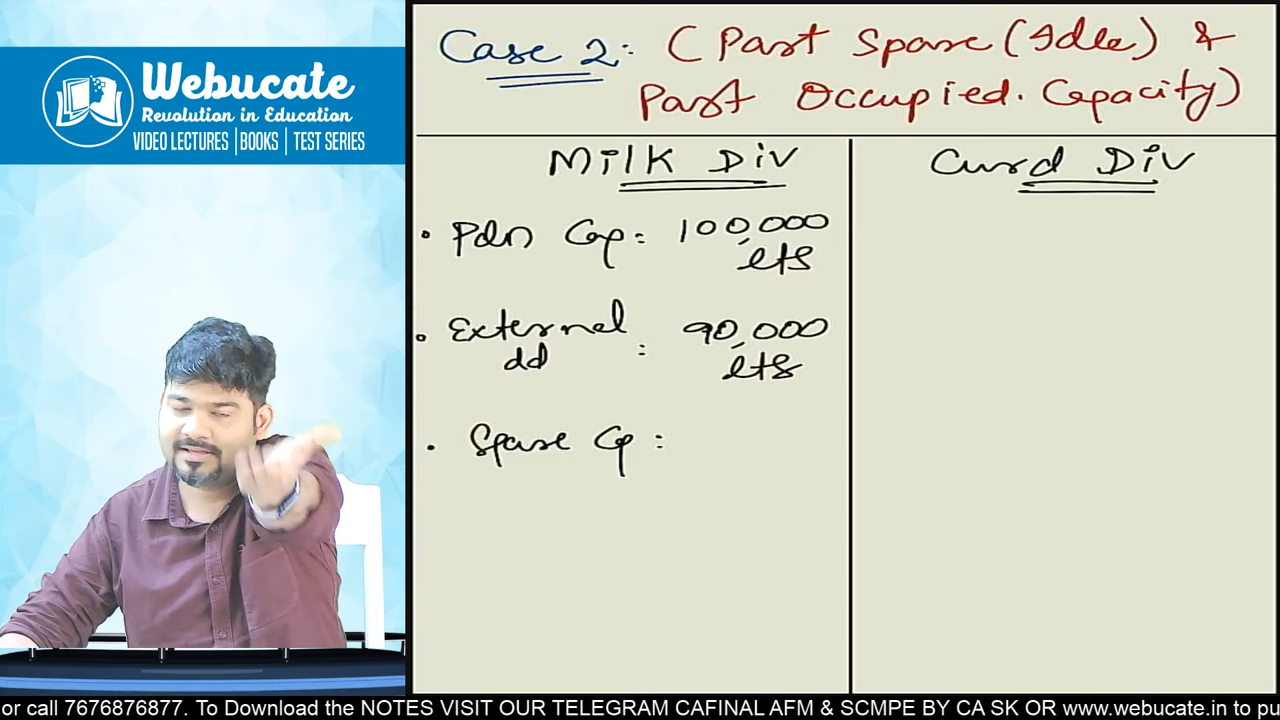 Webucate
Revolution in Education
VIDEO LECTURES | BOOKS | TEST SERIES
Case 2: (Part Spare (Idle) &
Part Occupied. Capacity)
Milk Div
Curd Div
• Pdn Cap = 100,000
lts
• External
dd : 90,000
lts
• Spare Cp :
or call 7676876877. To Download the NOTES VISIT OUR TELEGRAM CAFINAL AFM & SCMPE BY CA SK OR www.webucate.in to pu